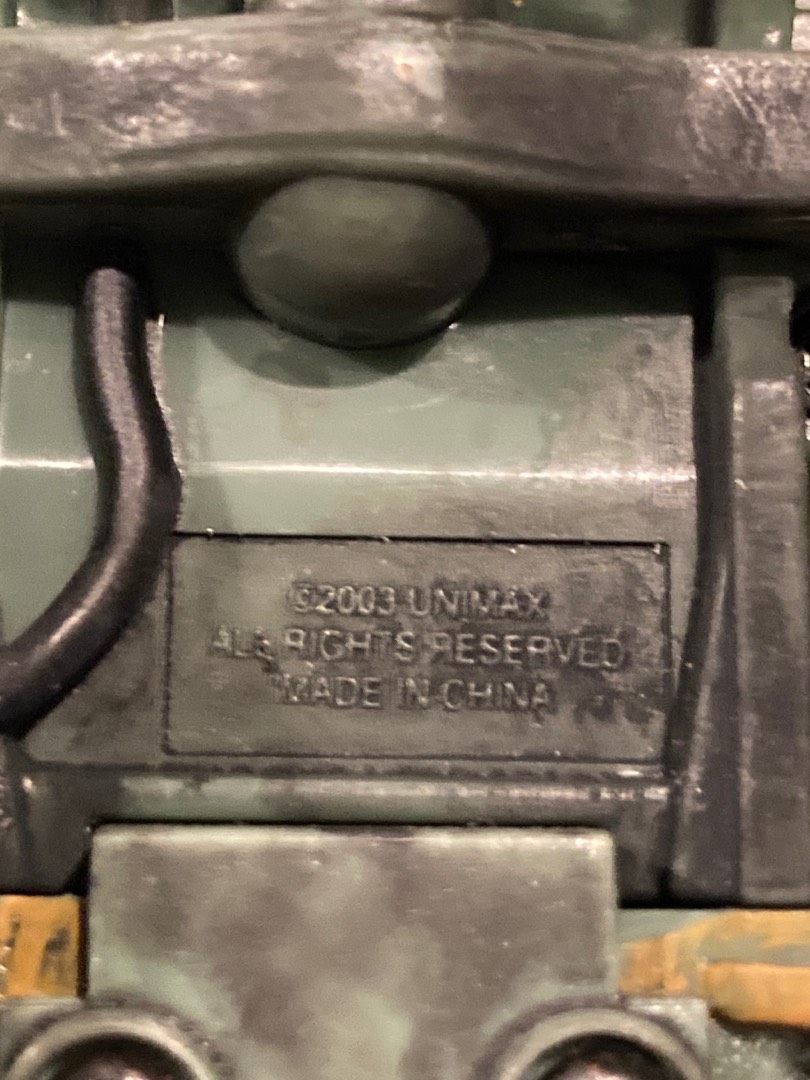 ©2003 UNIMAX
ALL RIGHTS RESERVED
MADE IN CHINA